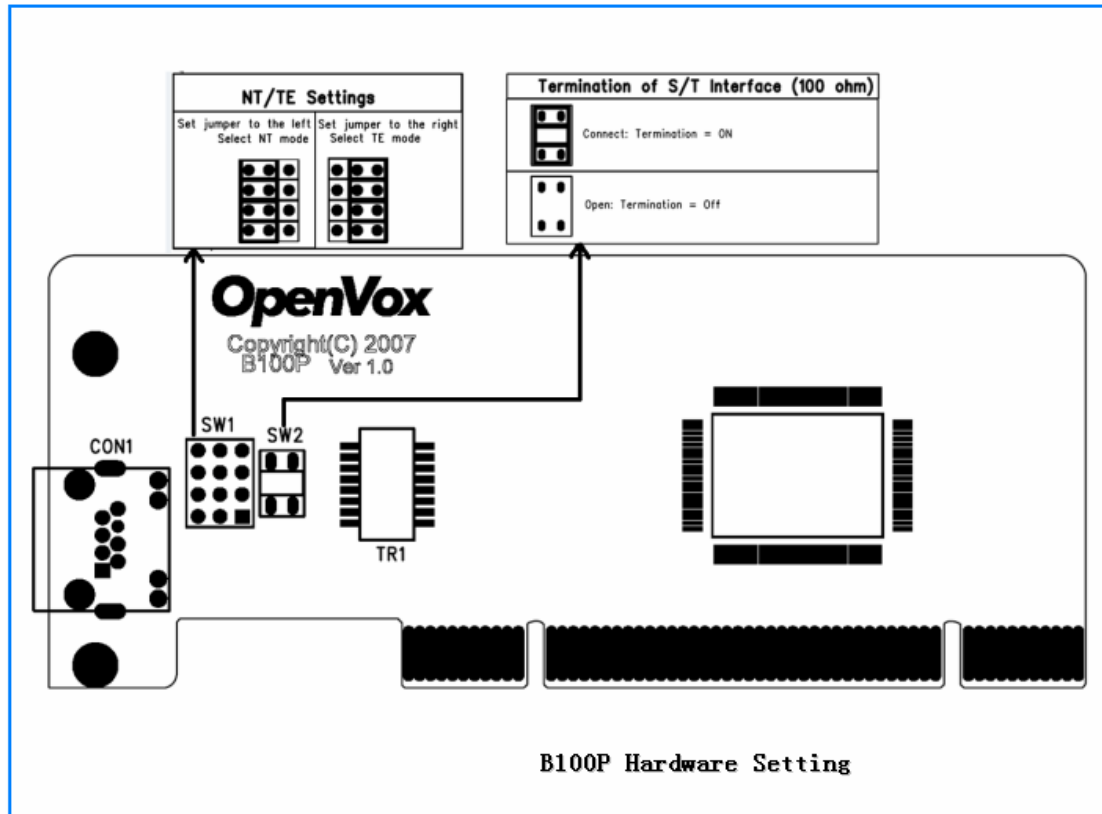 NT/TE Settings
Set jumper to the left
Select NT mode
Set jumper to the right
Select TE mode
Termination of S/T Interface (100 ohm)
Connect: Termination = ON
Open: Termination = Off
OpenVox
Copyright(C) 2007
B100P Ver 1.0
SW1
SW2
CON1
TR1
B100P Hardware Setting